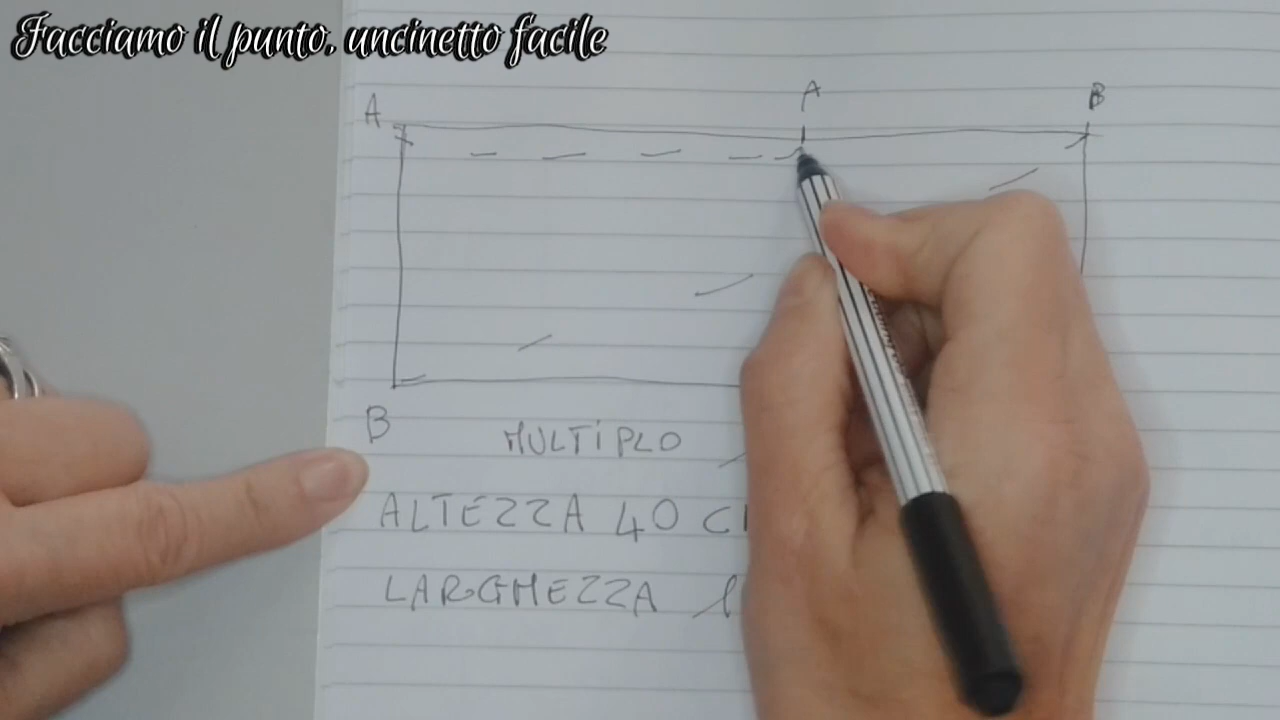 Facciamo il punto, uncinetto facile
A
A
B
B
MULTIPLO
ALTEZZA 40
LARGHEZZA